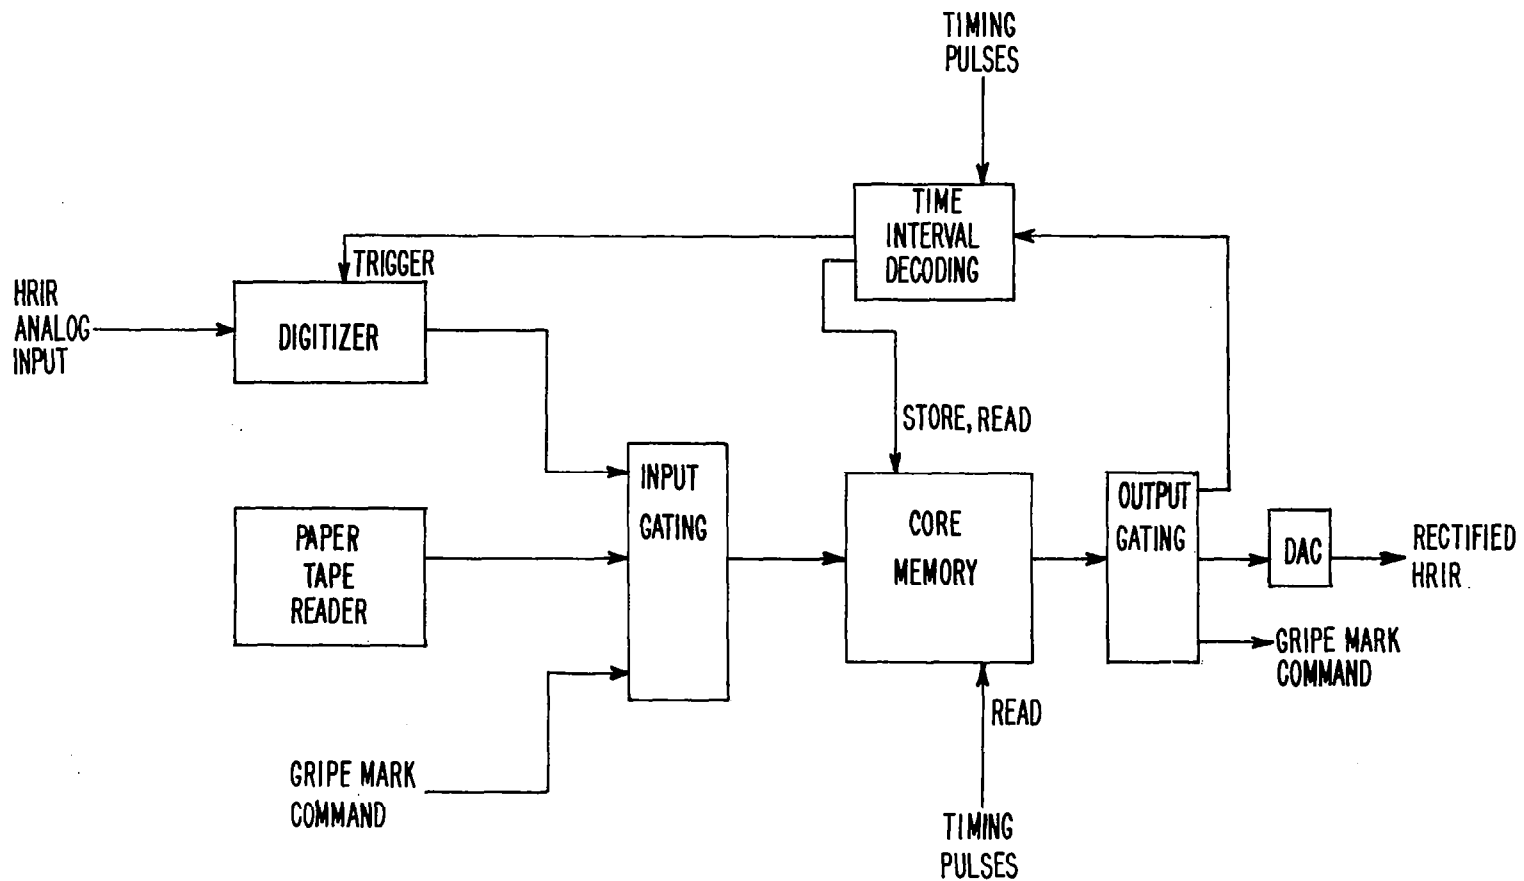 TIMING
PULSES
TIME
INTERVAL
DECODING
TRIGGER
HRIR
ANALOG
INPUT
DIGITIZER
STORE, READ
INPUT
GATING
CORE
MEMORY
OUTPUT
GATING
DAC
RECTIFIED
HRIR
PAPER
TAPE
READER
GRIPE MARK
COMMAND
READ
GRIPE MARK
COMMAND
TIMING
PULSES